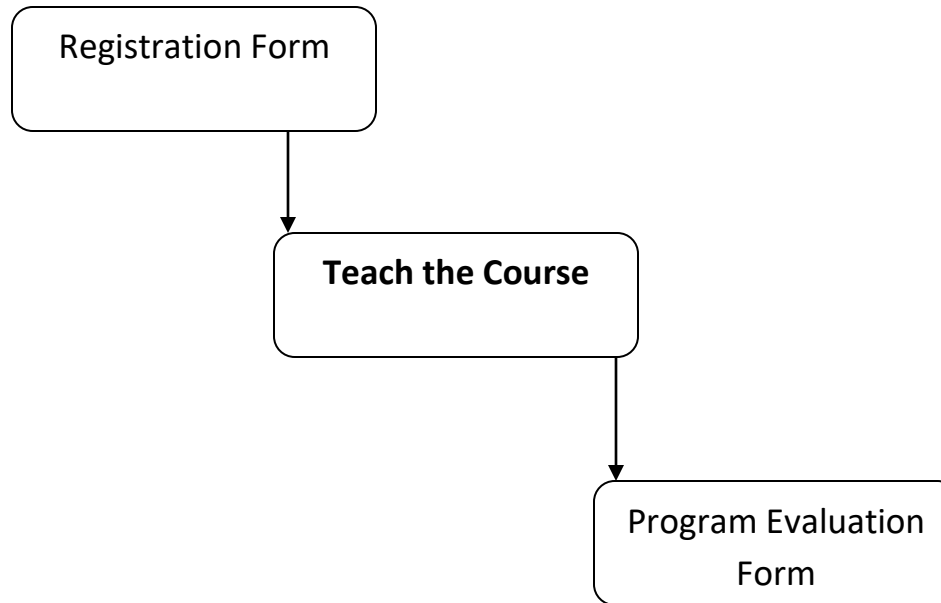 Registration Form
Teach the Course
Program Evaluation
Form